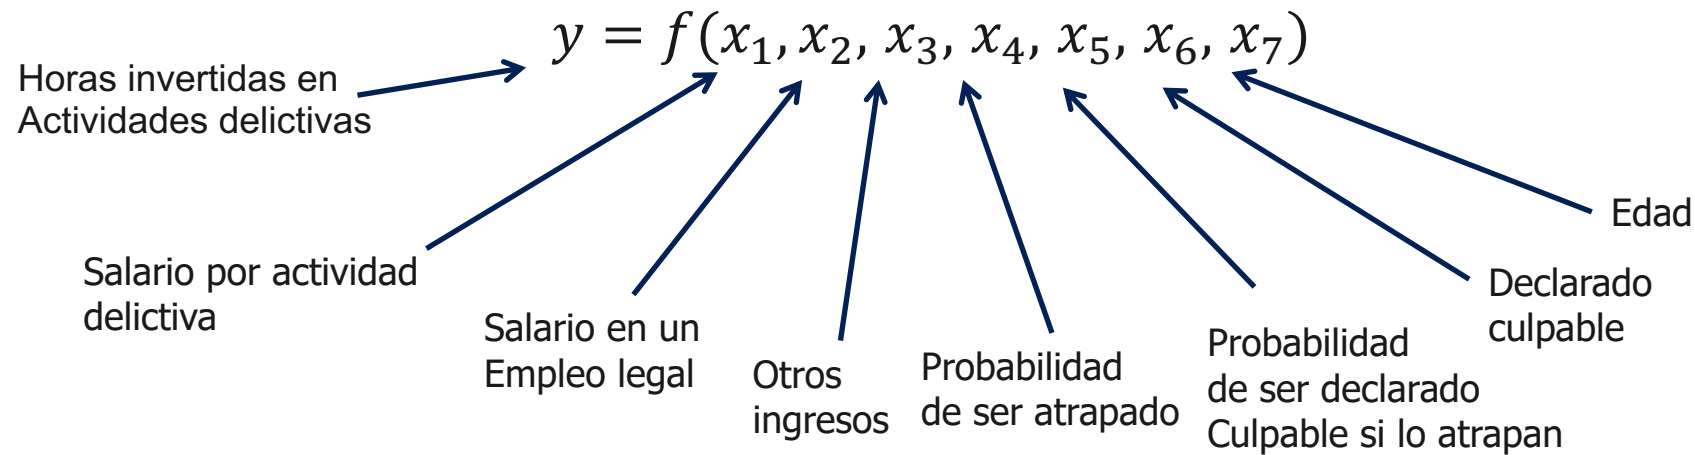 y = f(x₁, x₂, x₃, x₄, x₅, x₆, x₇)
Horas invertidas en
Actividades delictivas
Salario por actividad
delictiva
Salario en un
Empleo legal
Otros
ingresos
Probabilidad
de ser atrapado
Probabilidad
de ser declarado
Culpable si lo atrapan
Declarado
culpable
Edad